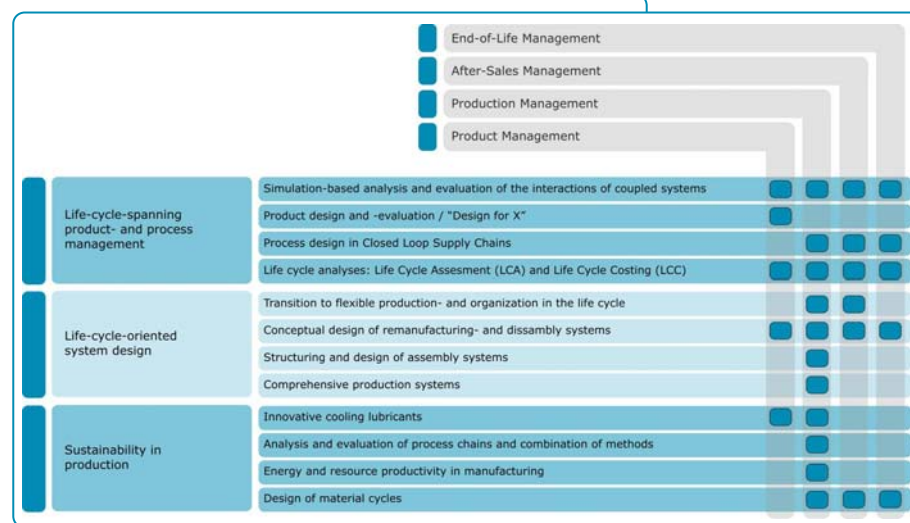 End-of-Life Management
After-Sales Management
Production Management
Product Management
Life-cycle-spanning
product- and process
management
Simulation-based analysis and evaluation of the interactions of coupled systems
Product design and -evaluation / “Design for X”
Process design in Closed Loop Supply Chains
Life cycle analyses: Life Cycle Assesment (LCA) and Life Cycle Costing (LCC)
Life-cycle-oriented
system design
Transition to flexible production- and organization in the life cycle
Conceptual design of remanufacturing- and dissambly systems
Structuring and design of assembly systems
Comprehensive production systems
Sustainability in
production
Innovative cooling lubricants
Analysis and evaluation of process chains and combination of methods
Energy and resource productivity in manufacturing
Design of material cycles